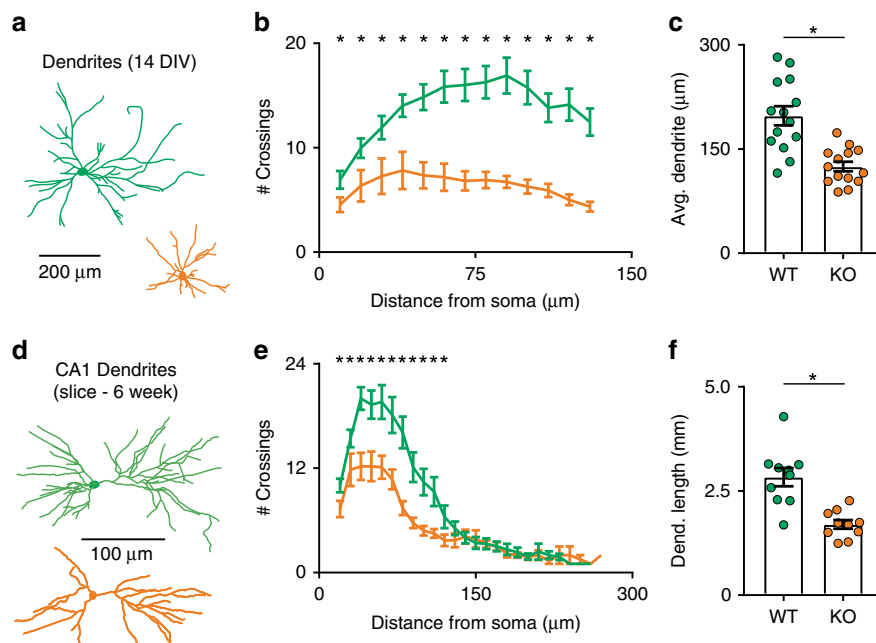 a
Dendrites (14 DIV)
200 μm
b
* * * * * * * * * * * * *
20
10
0
# Crossings
0 75 150
Distance from soma (μm)
c
*
300
150
0
Avg. dendrite (μm)
WT KO
d
CA1 Dendrites
(slice - 6 week)
100 μm
e
***********
24
12
0
# Crossings
0 150 300
Distance from soma (μm)
f
*
5.0
2.5
0
Dend. length (mm)
WT KO